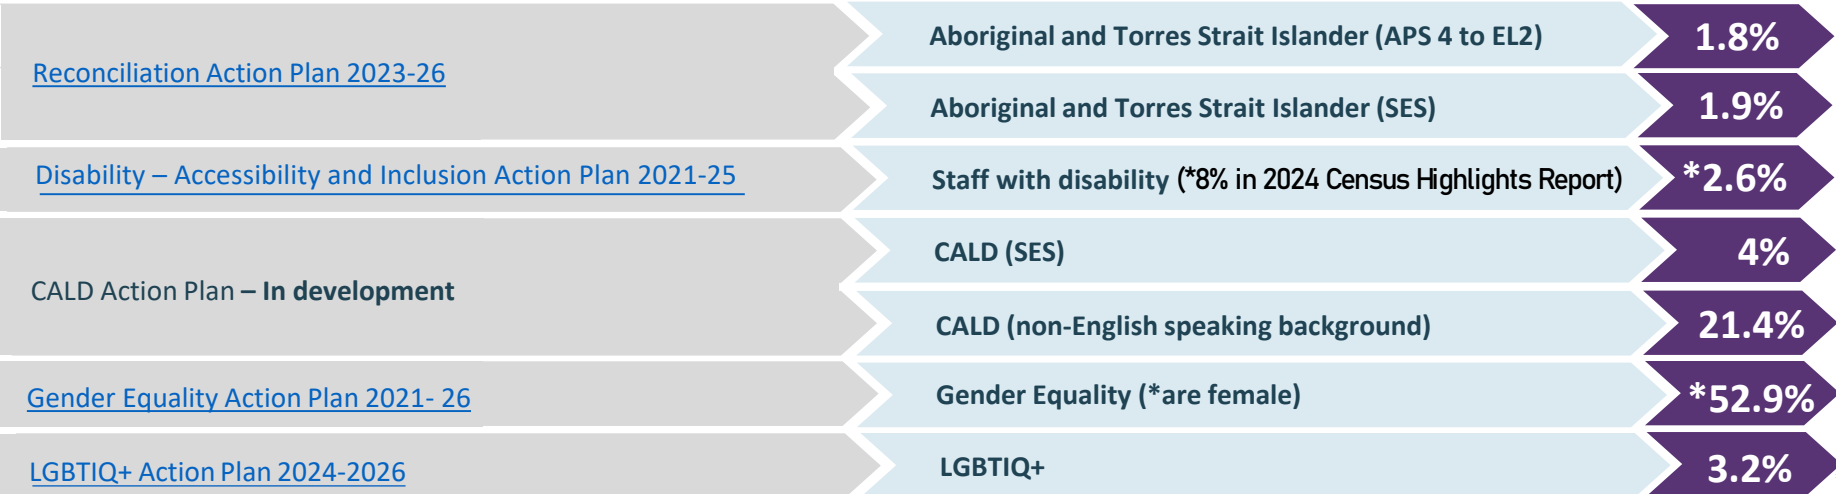 Reconciliation Action Plan 2023-26
Aboriginal and Torres Strait Islander (APS 4 to EL2)
1.8%
Aboriginal and Torres Strait Islander (SES)
1.9%
Disability – Accessibility and Inclusion Action Plan 2021-25
Staff with disability (*8% in 2024 Census Highlights Report)
*2.6%
CALD Action Plan – In development
CALD (SES)
4%
CALD (non-English speaking background)
21.4%
Gender Equality Action Plan 2021- 26
Gender Equality (*are female)
*52.9%
LGBTIQ+ Action Plan 2024-2026
LGBTIQ+
3.2%